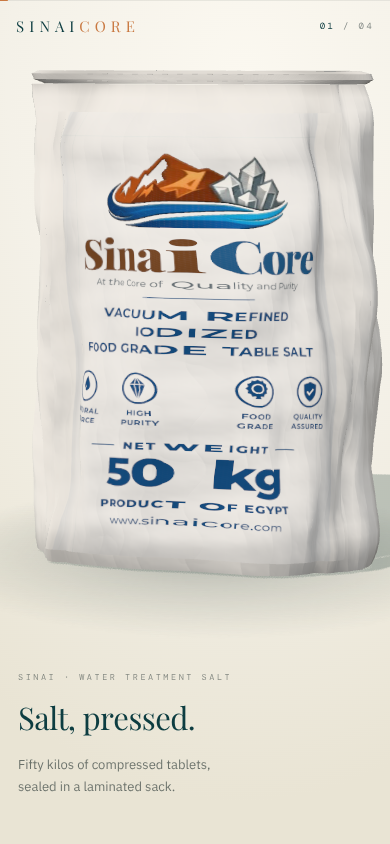 SINAICORE
01 / 04
Sinai Core
At the Core of Quality and Purity
VACUUM REFINED
IODIZED
FOOD GRADE TABLE SALT
HIGH
PURITY
FOOD
GRADE
QUALITY
ASSURED
NET WEIGHT
50 kg
PRODUCT OF EGYPT
www.sinaicore.com
SINAI · WATER TREATMENT SALT
Salt, pressed.
Fifty kilos of compressed tablets,
sealed in a laminated sack.